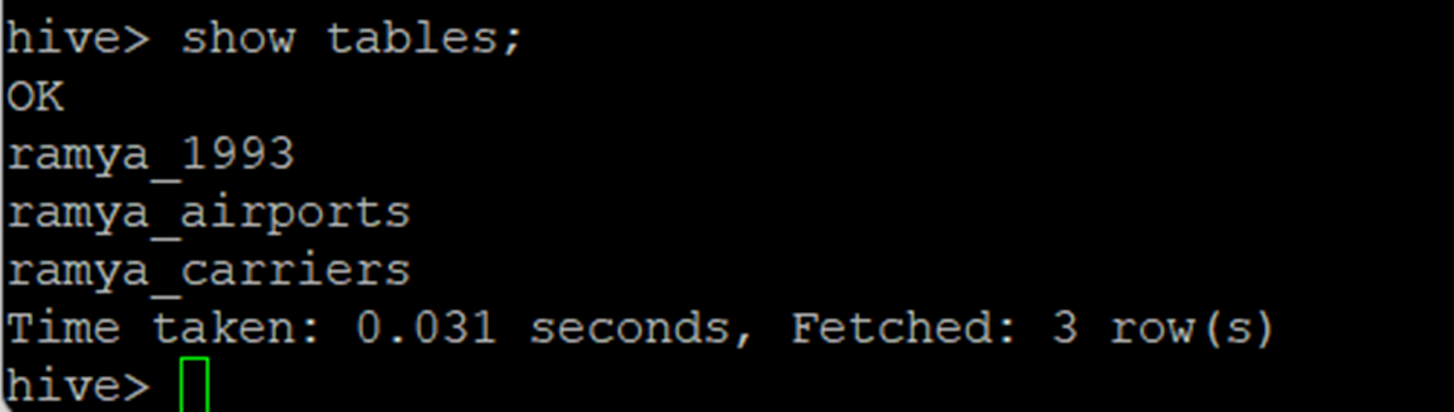 hive> show tables;
OK
ramya_1993
ramya_airports
ramya_carriers
Time taken: 0.031 seconds, Fetched: 3 row(s)
hive>